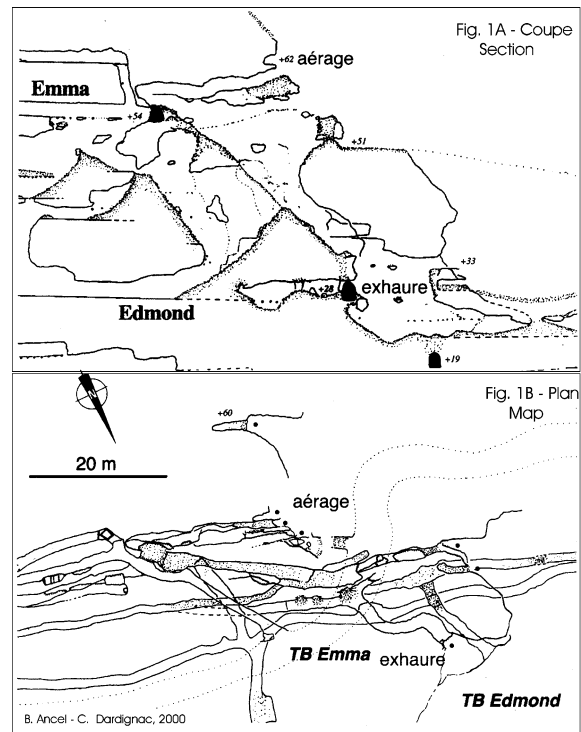 Fig. 1A - Coupe
Section
+62 aérage
Emma
+54
+51
+33
exhaure
+28
Edmond
+19
Fig. 1B - Plan
Map
N
+60
20 m
aérage
TB Emma
exhaure
TB Edmond
B. Ancel - C. Dardignac, 2000